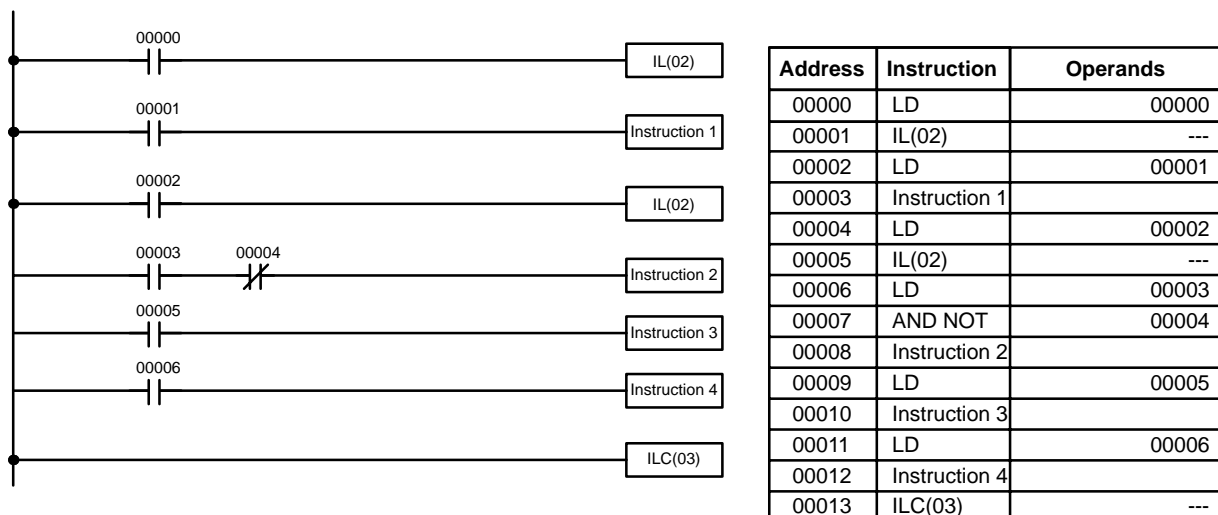 00000
IL(02)
00001
Instruction 1
00002
IL(02)
00003 00004
Instruction 2
00005
Instruction 3
00006
Instruction 4
ILC(03)
Address Instruction Operands
00000 LD 00000
00001 IL(02) ---
00002 LD 00001
00003 Instruction 1
00004 LD 00002
00005 IL(02) ---
00006 LD 00003
00007 AND NOT 00004
00008 Instruction 2
00009 LD 00005
00010 Instruction 3
00011 LD 00006
00012 Instruction 4
00013 ILC(03) ---